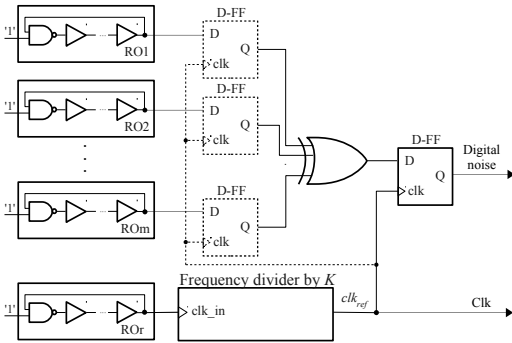 '1'
RO1
D-FF
D
Q
clk
'1'
RO2
D-FF
D
Q
clk
'1'
ROm
D-FF
D
Q
clk
D-FF
D
Q
clk
Digital
noise
Frequency divider by K
'1'
ROr
clk_in
clkref
Clk